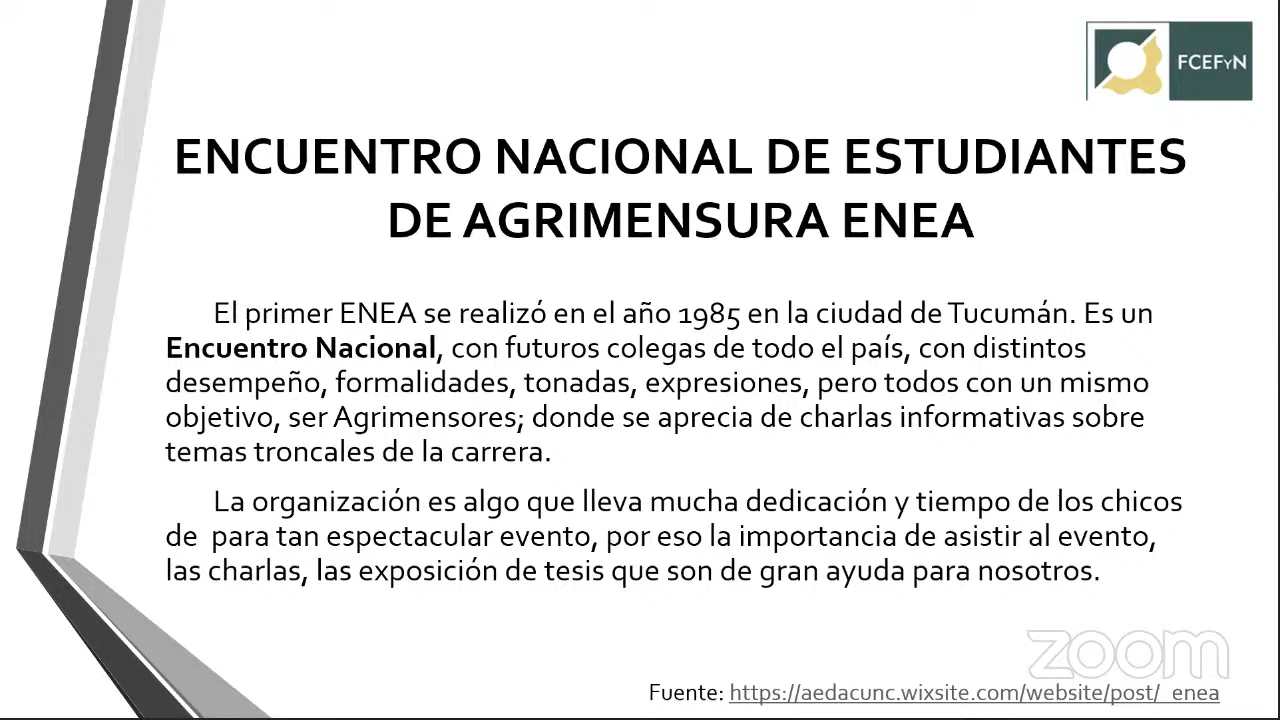 FCEFyN
ENCUENTRO NACIONAL DE ESTUDIANTES
DE AGRIMENSURA ENEA
El primer ENEA se realizó en el año 1985 en la ciudad de Tucumán. Es un
Encuentro Nacional, con futuros colegas de todo el país, con distintos
desempeño, formalidades, tonadas, expresiones, pero todos con un mismo
objetivo, ser Agrimensores; donde se aprecia de charlas informativas sobre
temas troncales de la carrera.
La organización es algo que lleva mucha dedicación y tiempo de los chicos
de para tan espectacular evento, por eso la importancia de asistir al evento,
las charlas, las exposición de tesis que son de gran ayuda para nosotros.
zoom
Fuente: https://aedacunc.wixsite.com/website/post/_enea